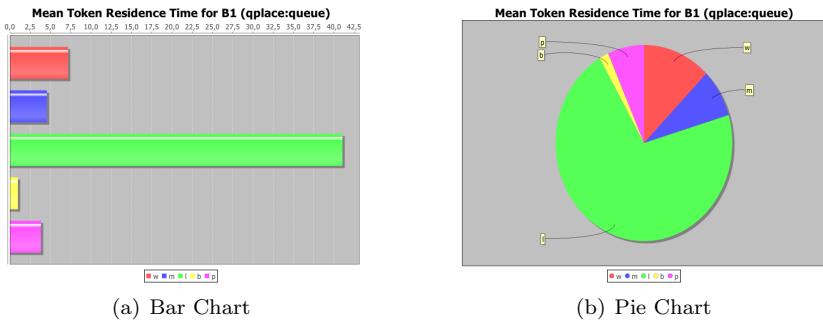 Mean Token Residence Time for B1 (qplace:queue)
0,0 2,5 5,0 7,5 10,0 12,5 15,0 17,5 20,0 22,5 25,0 27,5 30,0 32,5 35,0 37,5 40,0 42,5
w m l b p
(a) Bar Chart
Mean Token Residence Time for B1 (qplace:queue)
p
w
b
m
l
w m l b p
(b) Pie Chart